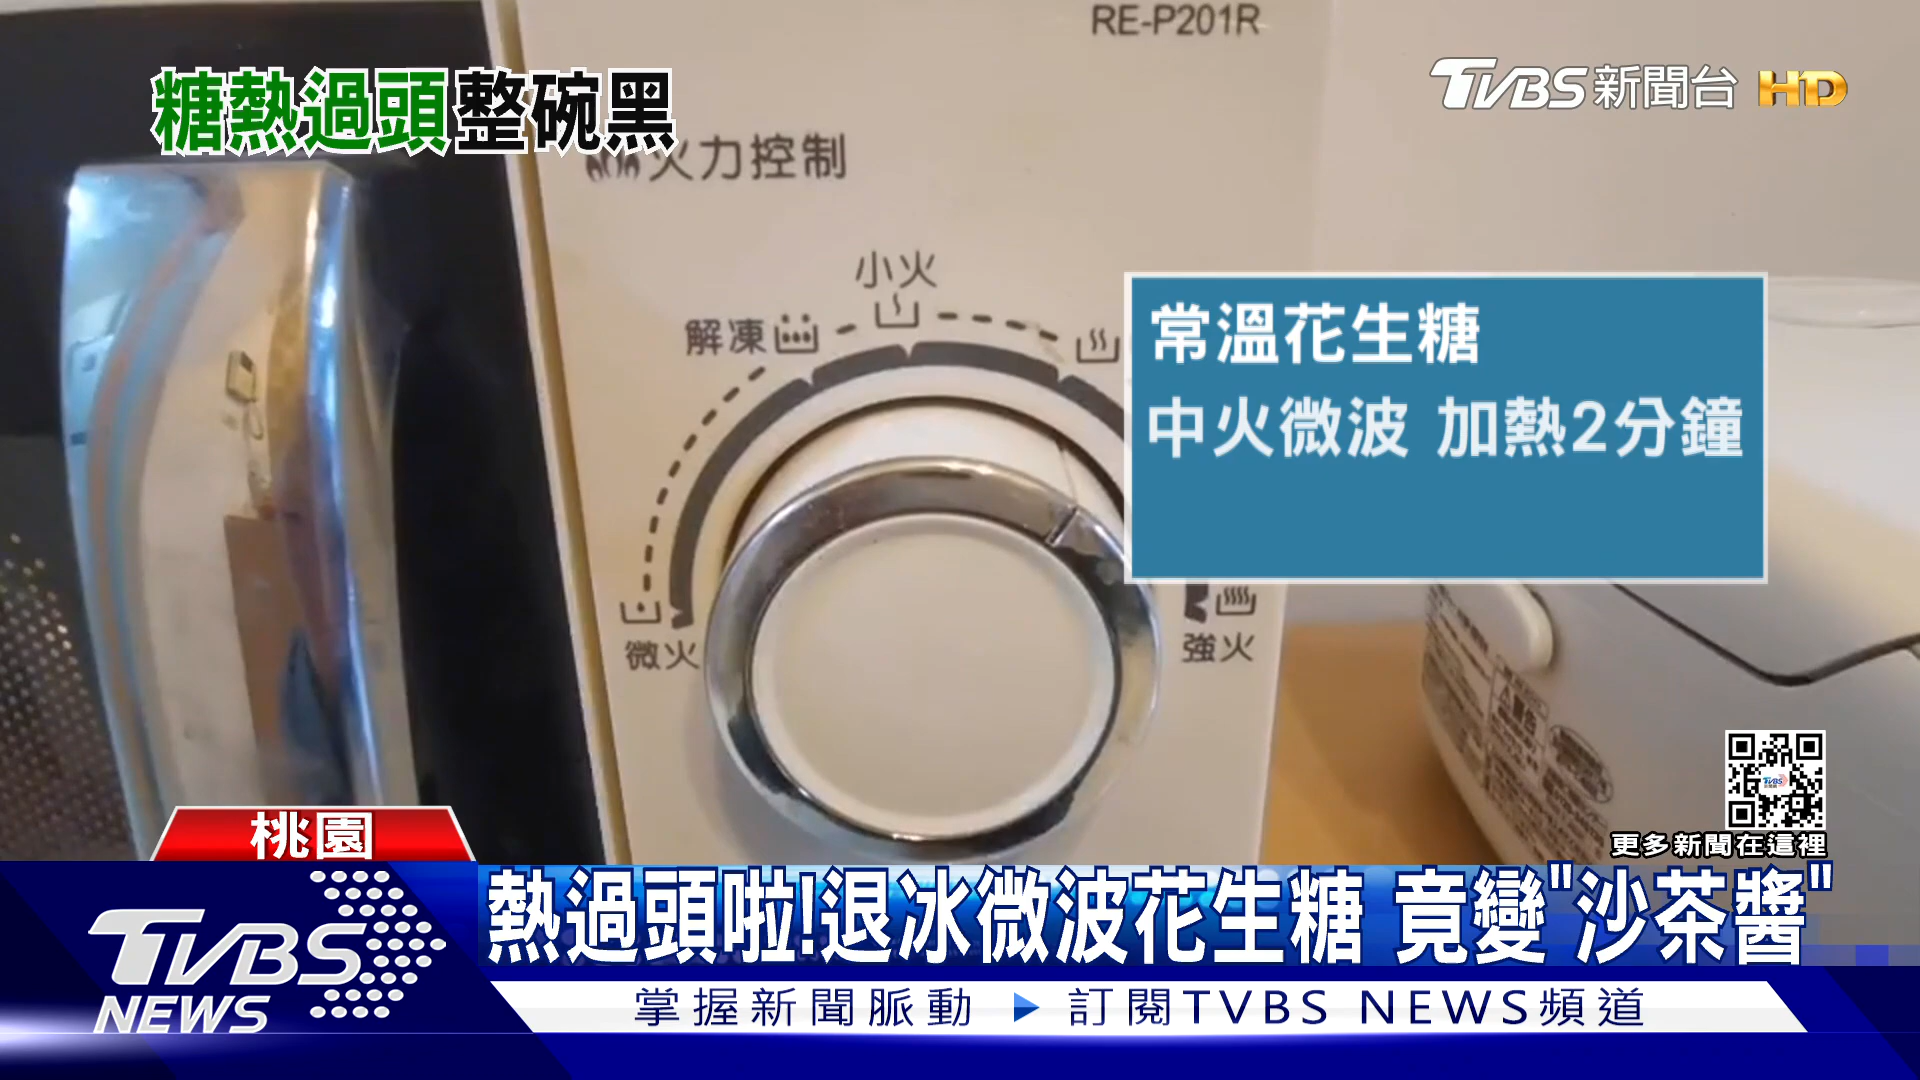 RE-P201R
糖熱過頭整碗黑
TVBS新聞台 HD
火力控制
小火
解凍
常溫花生糖
中火微波 加熱2分鐘
微火
強火
桃園
更多新聞在這裡
熱過頭啦!退冰微波花生糖 竟變"沙茶醬"
TVBS NEWS
掌握新聞脈動 ▶ 訂閱TVBS NEWS頻道